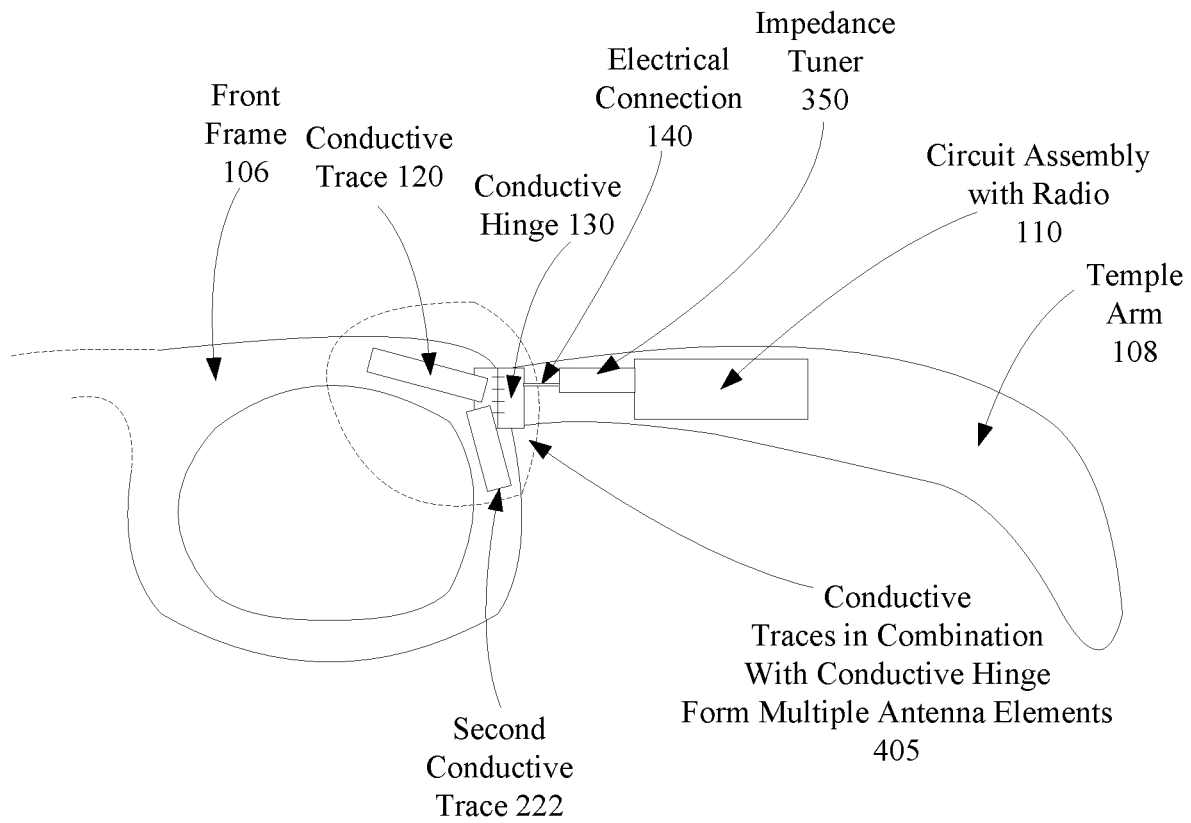 Impedance
Tuner
350
Electrical
Connection
140
Front
Frame
106
Conductive
Trace 120
Conductive
Hinge 130
Circuit Assembly
with Radio
110
Temple
Arm
108
Conductive
Traces in Combination
With Conductive Hinge
Form Multiple Antenna Elements
405
Second
Conductive
Trace 222